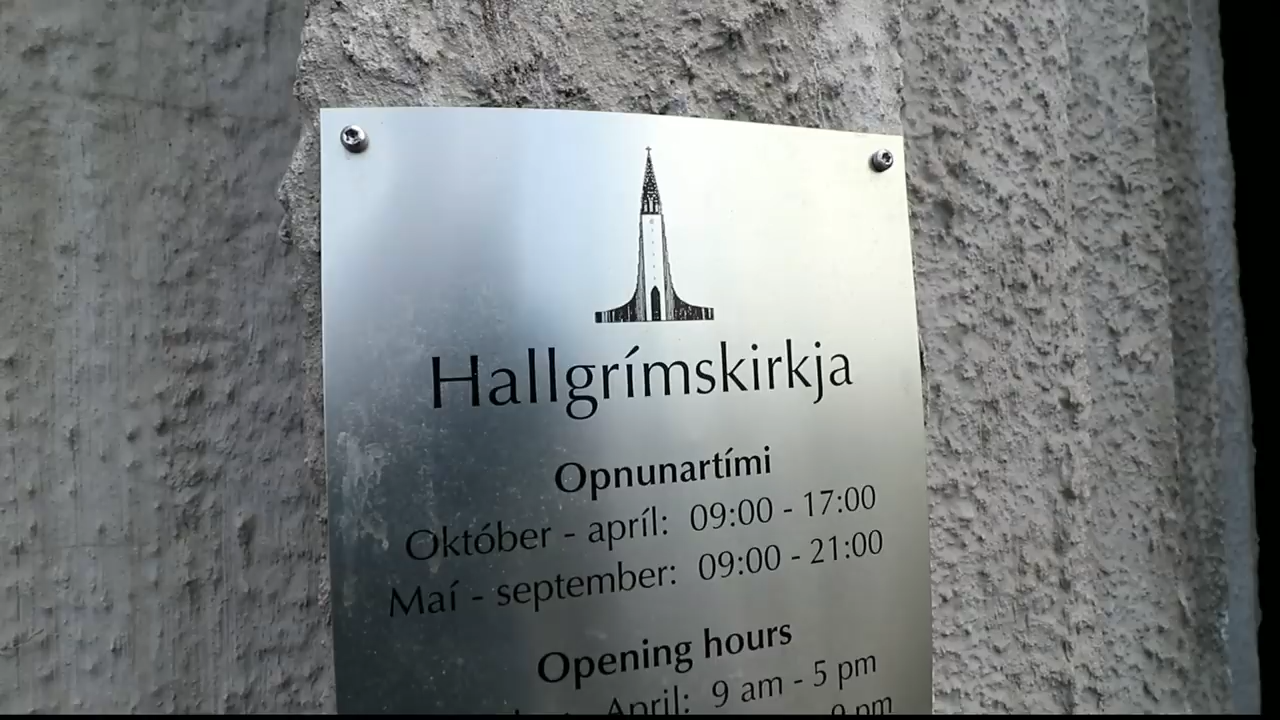 Hallgrímskirkja
Opnunartími
Október - apríl: 09:00 - 17:00
Maí - september: 09:00 - 21:00
Opening hours
April: 9 am - 5 pm
pm